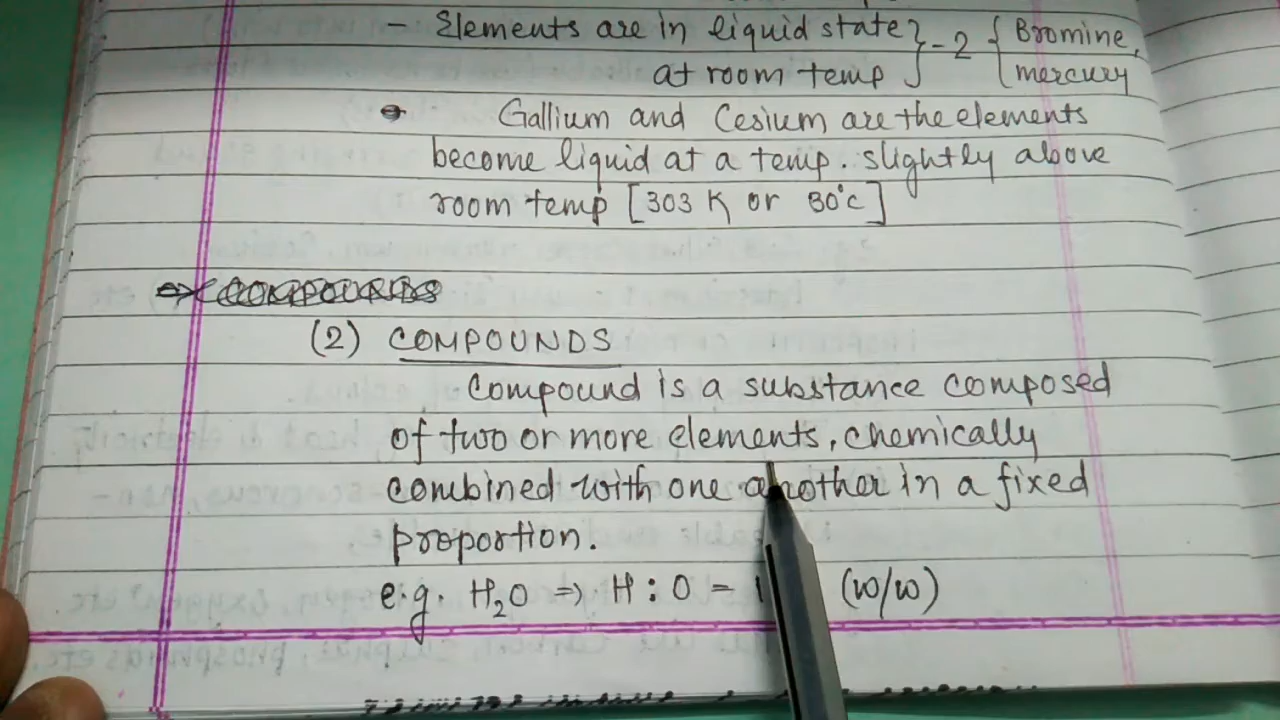 - Elements are in liquid state } - 2 { Bromine,
at room temp mercury
Gallium and Cesium are the elements
become liquid at a temp. slightly above
room temp [303 K or 30°C]
(2) COMPOUNDS
Compound is a substance composed
of two or more elements, chemically
combined with one another in a fixed
proportion.
e.g. H₂O ⇒ H : O = 1 (w/w)